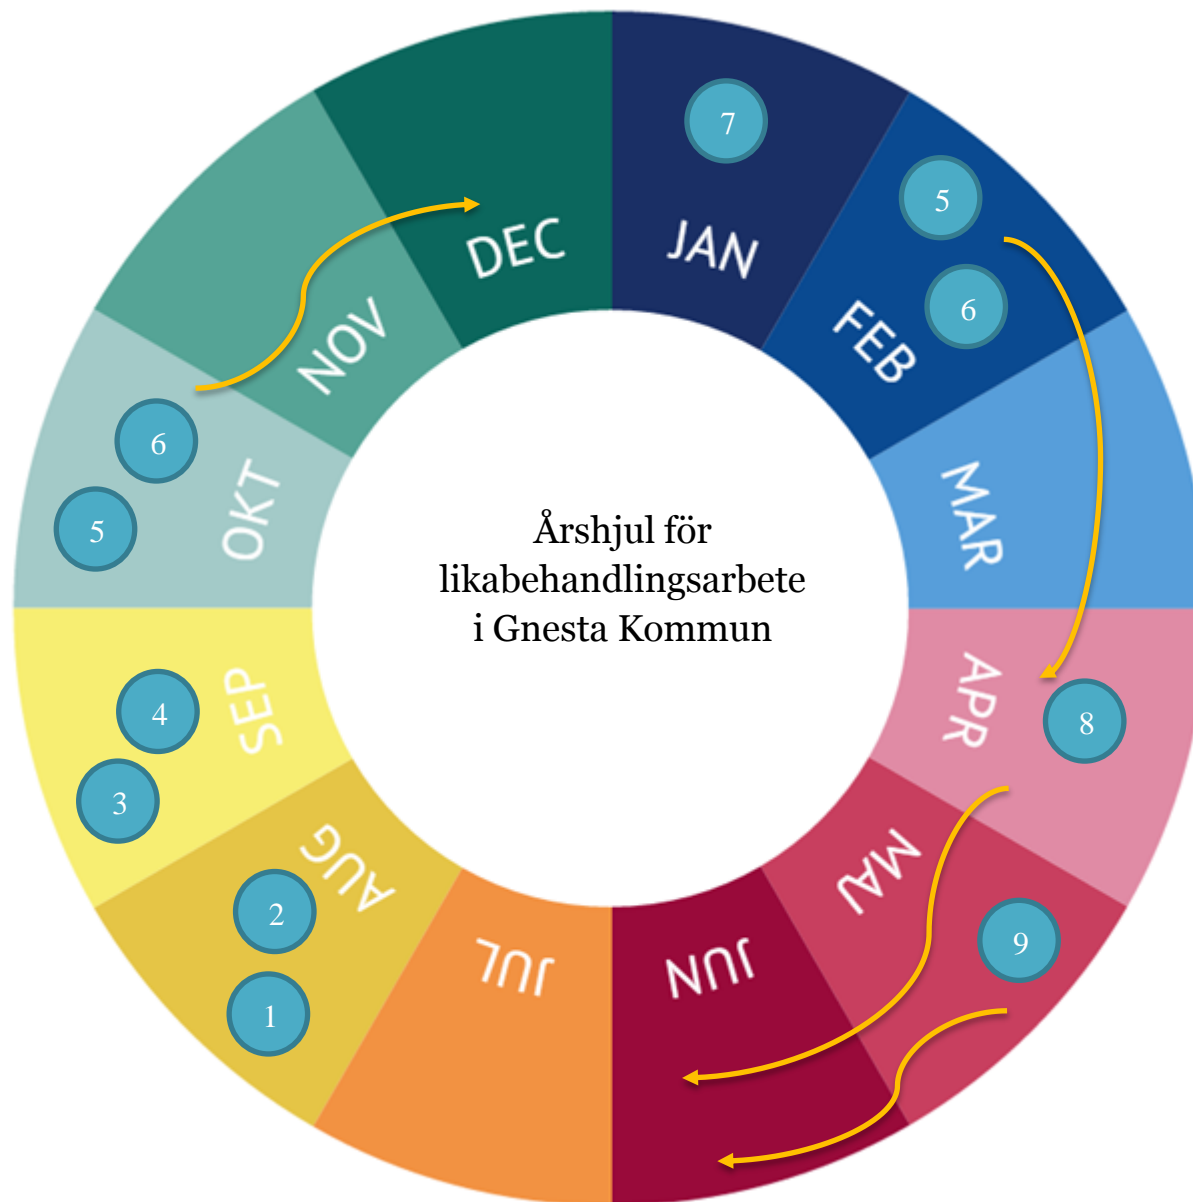 7
JAN
5
6
FEB
MAR
APR
8
MAJ
9
JUN
JUL
AUG
2
1
SEP
4
3
OKT
6
5
NOV
DEC
Årshjul för
likabehandlingsarbete
i Gnesta Kommun